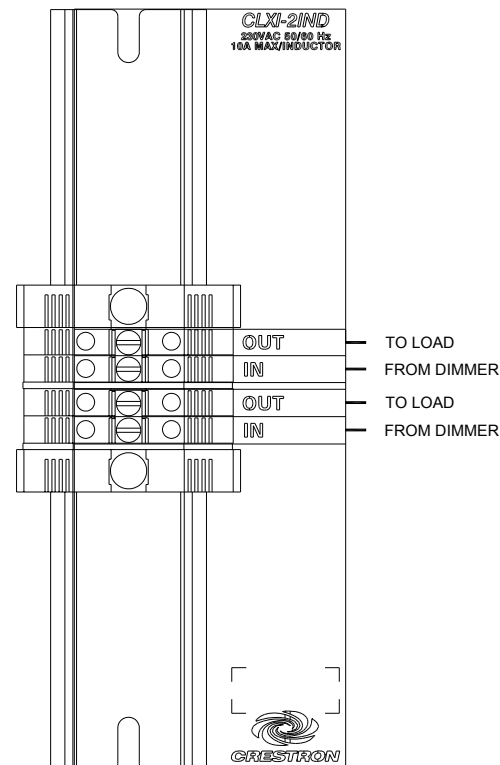 CLXI-2IND
230VAC 50/60 Hz
10A MAX/INDUCTOR
OUT TO LOAD
IN FROM DIMMER
OUT TO LOAD
IN FROM DIMMER
CRESTRON